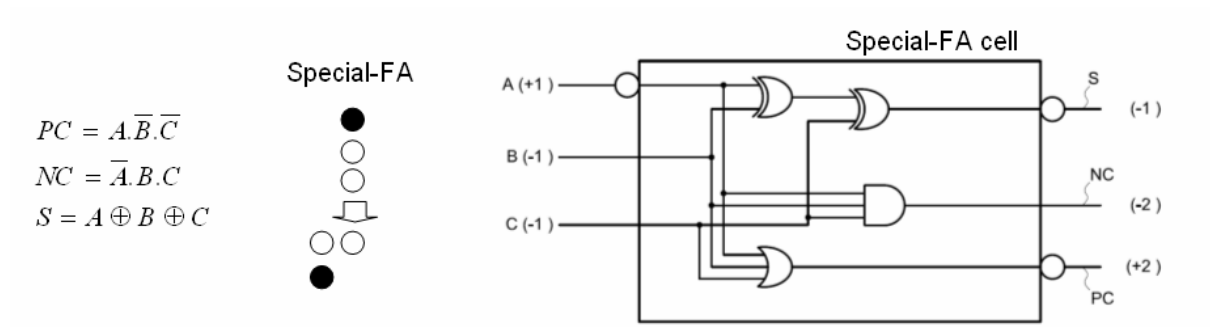 Special-FA
PC = A.B̅.C̅
NC = A̅.B.C
S = A ⊕ B ⊕ C
Special-FA cell
A (+1)
B (-1)
C (-1)
S
(-1)
NC
(-2)
(+2)
PC